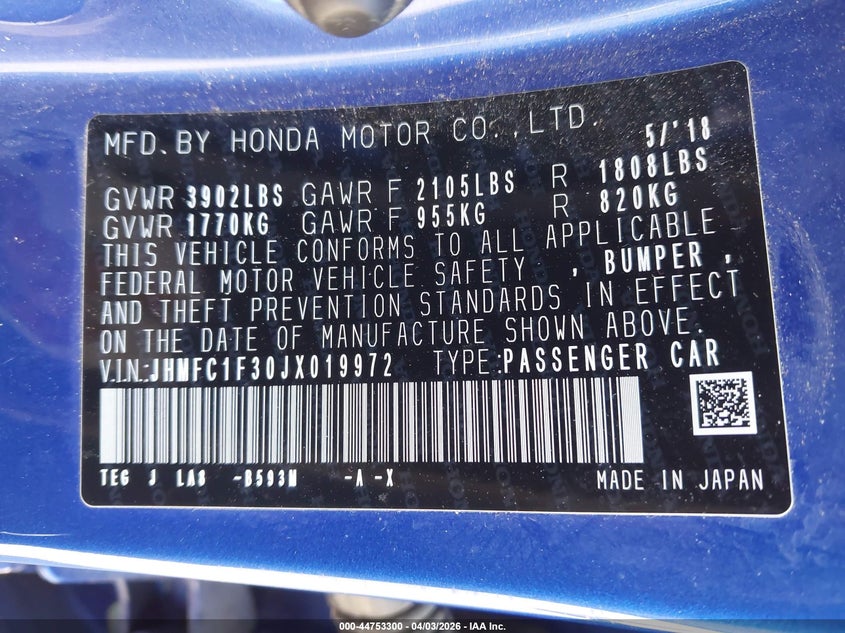 MFD. BY HONDA MOTOR CO., LTD. 5/'18
GVWR 3902LBS GAWR F 2105LBS R 1808LBS
GVWR 1770KG GAWR F 955KG R 820KG
THIS VEHICLE CONFORMS TO ALL APPLICABLE
FEDERAL MOTOR VEHICLE SAFETY , BUMPER ,
AND THEFT PREVENTION STANDARDS IN EFFECT
ON THE DATE OF MANUFACTURE SHOWN ABOVE.
V.I.N.:JHMFC1F30JX019972 TYPE:PASSENGER CAR
TEG J LA8 -B593M -A -X MADE IN JAPAN
000-44753300 - 04/03/2026 - IAA Inc.